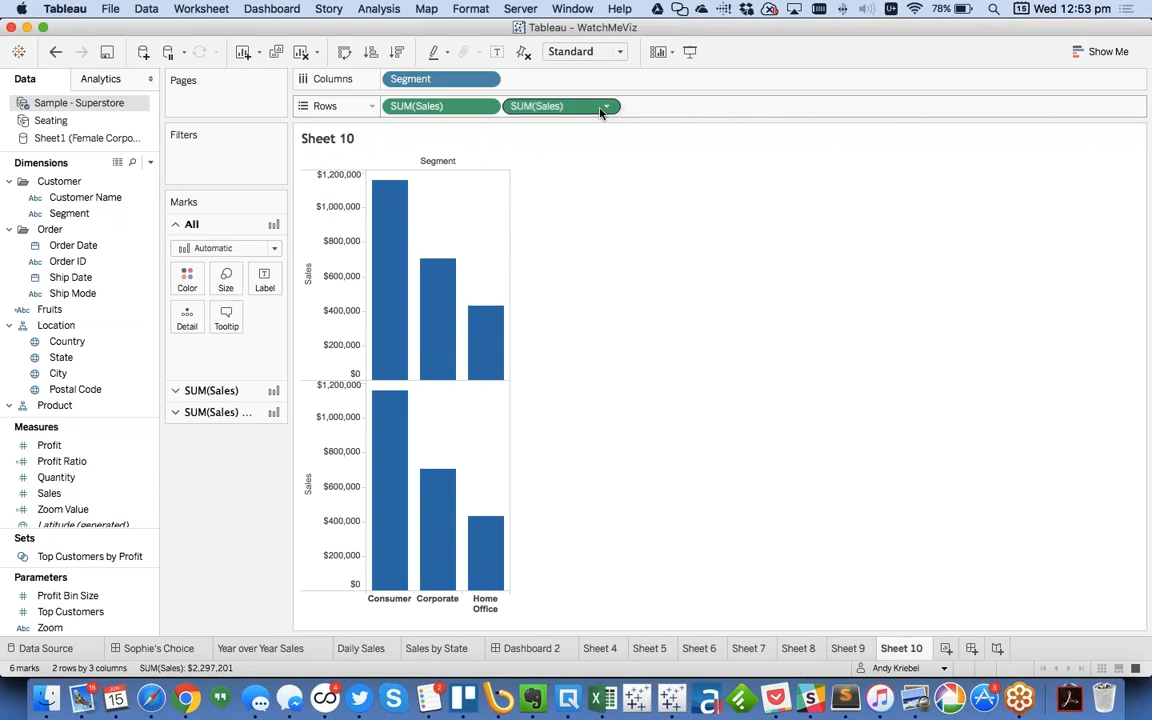 Tableau File Data Worksheet Dashboard Story Analysis Map Format Server Window Help 78% Wed 12:53 pm
Tableau - WatchMeViz
Standard Show Me
Data Analytics Pages Columns Segment
Sample - Superstore Rows SUM(Sales) SUM(Sales)
Seating
Sheet1 (Female Corpo...
Filters
Sheet 10
Dimensions
Customer
Customer Name
Segment
Order
Order Date
Order ID
Ship Date
Ship Mode
Fruits
Location
Country
State
City
Postal Code
Product
Measures
Profit
Profit Ratio
Quantity
Sales
Zoom Value
Latitude (generated)
Sets
Top Customers by Profit
Parameters
Profit Bin Size
Top Customers
Zoom
Marks
All
Automatic
Color Size Label
Detail Tooltip
SUM(Sales)
SUM(Sales) ...
Segment
$1,200,000
$1,000,000
$800,000
$600,000
$400,000
$200,000
$0
Sales
$1,200,000
$1,000,000
$800,000
$600,000
$400,000
$200,000
$0
Sales
Consumer Corporate Home
Office
Data Source Sophie's Choice Year over Year Sales Daily Sales Sales by State Dashboard 2 Sheet 4 Sheet 5 Sheet 6 Sheet 7 Sheet 8 Sheet 9 Sheet 10
6 marks 2 rows by 3 columns SUM(Sales): $2,297,201 Andy Kriebel